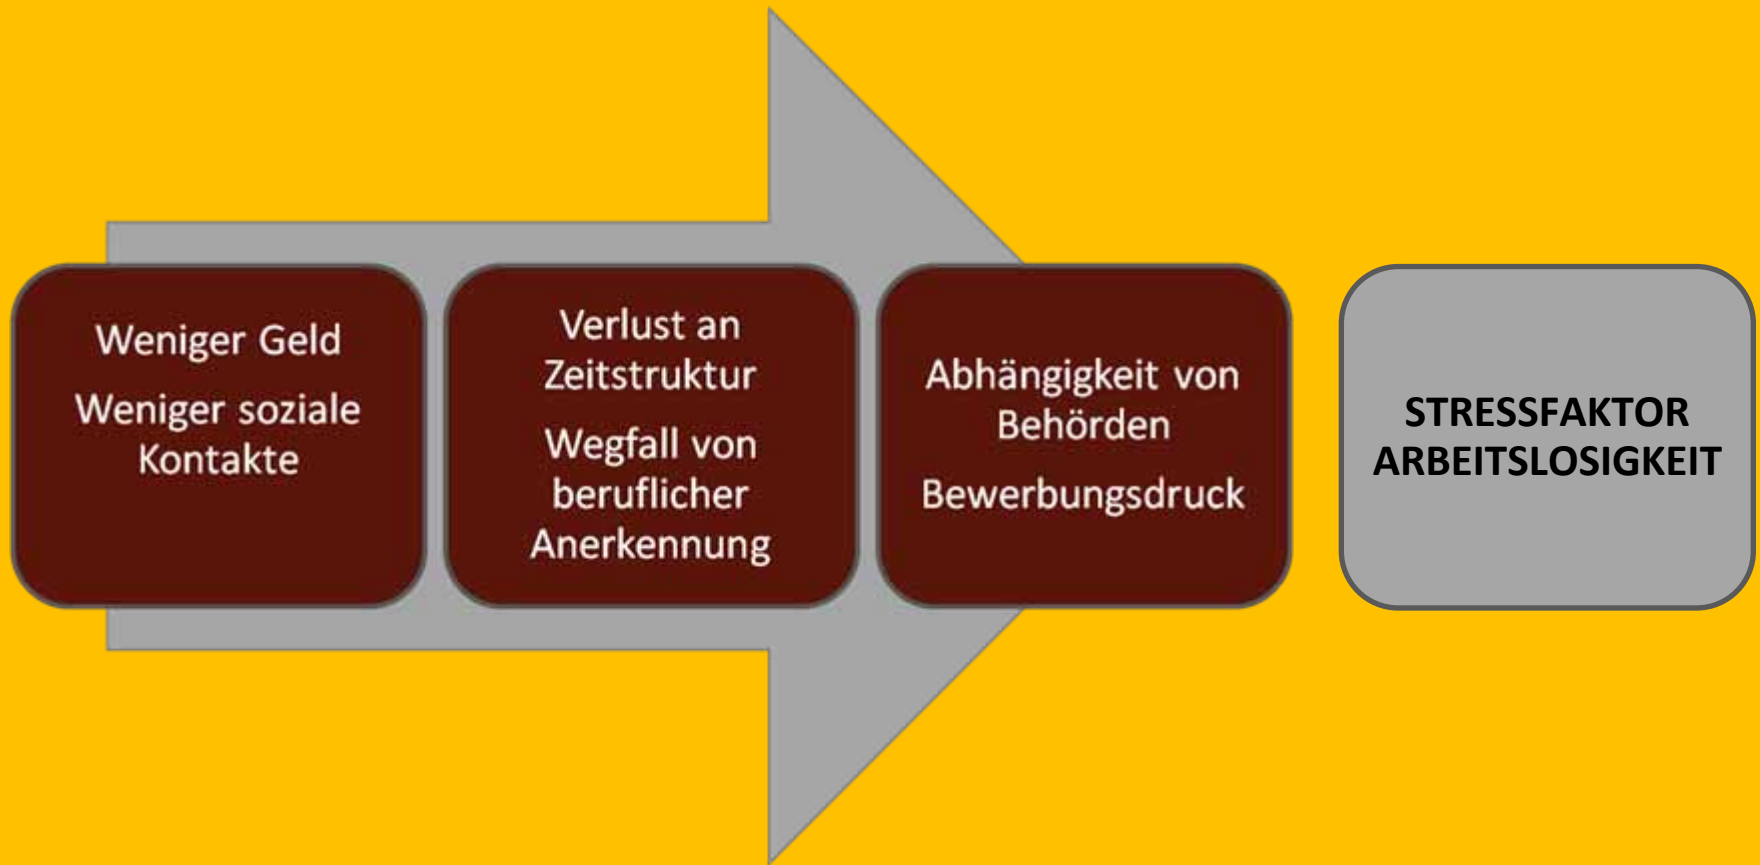 Weniger Geld
Weniger soziale
Kontakte
Verlust an
Zeitstruktur
Wegfall von
beruflicher
Anerkennung
Abhängigkeit von
Behörden
Bewerbungsdruck
STRESSFAKTOR
ARBEITSLOSIGKEIT